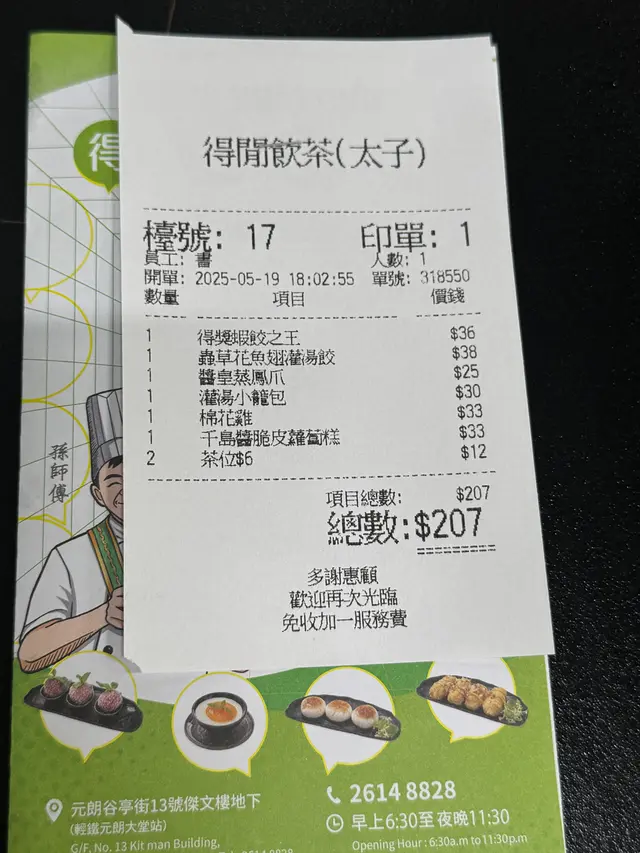 得
得閒飲茶(太子)
檯號: 17 印單: 1
員工: 書 人數: 1
開單: 2025-05-19 18:02:55 單號: 318550
數量 項目 價錢
1 得獎蝦餃之王 $36
1 蟲草花魚翅灌湯餃 $38
1 醬皇蒸鳳爪 $25
1 灌湯小籠包 $30
1 棉花雞 $33
1 千島醬脆皮蘿蔔糕 $33
2 茶位$6 $12
項目總數: $207
總數:$207
多謝惠顧
歡迎再次光臨
免收加一服務費
孫師傅
元朗谷亭街13號傑文樓地下
(輕鐵元朗大堂站)
G/F, No. 13 Kit man Building,
2614 8828
早上6:30至夜晚11:30
Opening Hour : 6:30a.m to 11:30p.m